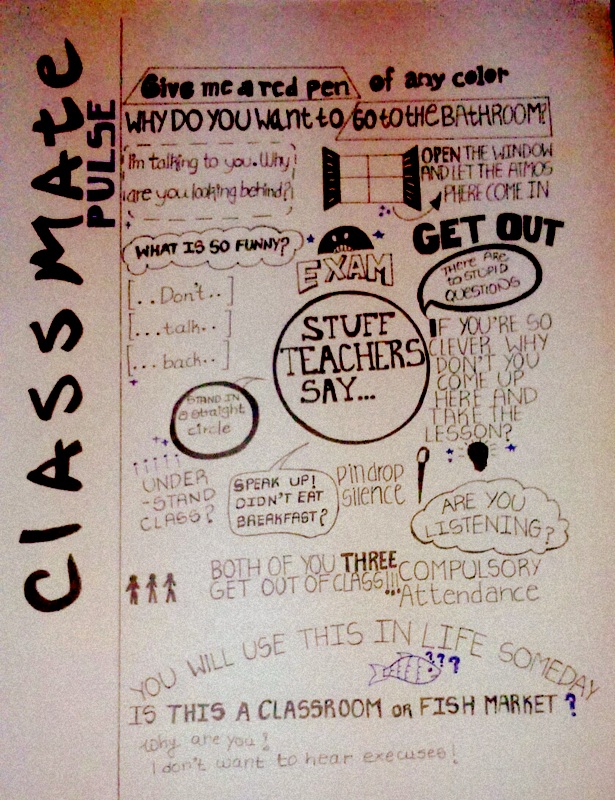 ClASSMAte
PULSE
Give me a red pen of any color
WHY DO YOU Want to Go to the BATHROOM?
I'm talking to you. Why
are you looking behind?
OPEN THE WINDOW
AND LET THE ATMOS
PHERE COME IN
WHAT IS SO FUNNY?
EXAM
GET OUT
THERE ARE
to STUPID
QUESTIONS
[..Don't..]
[...talk..]
[...back..]
STUFF
TEACHERS
SAY...
IF YOU'RE SO
CLEVER, WHY
DON'T YOU
COME UP
HERE AND
TAKE THE
LESSON?
STAND IN
a straight
circle
UNDER
-STAND
CLASS?
SPEAK UP!
DIDN'T EAT
BREAKFAST?
Pindrop
Silence
ARE YOU
LISTENING?
BOTH OF YOU THREE
GET OUT OF CLASS!!!
COMPULSORY
Attendance
YOU WILL USE THIS IN LIFE SOMEDAY
???
IS THIS A CLASSROOM or FISH MARKET?
Why are you!
I don't want to hear execuses!